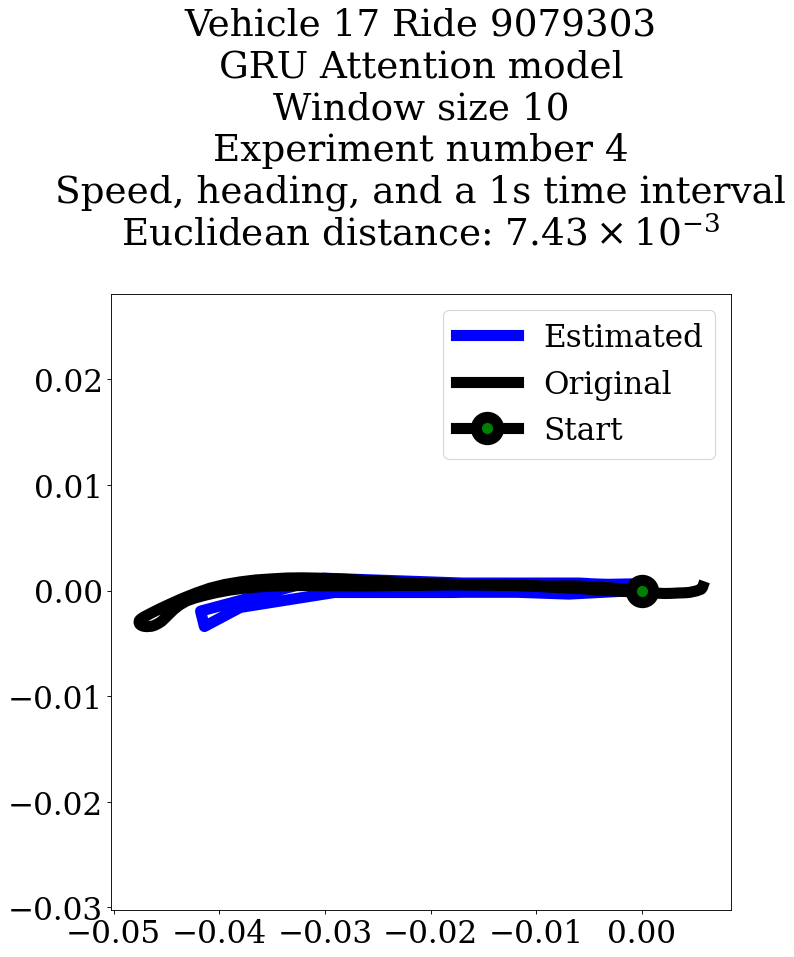 Vehicle 17 Ride 9079303
GRU Attention model
Window size 10
Experiment number 4
Speed, heading, and a 1s time interval
Euclidean distance: 7.43 × 10⁻³
Estimated
Original
Start
0.02
0.01
0.00
−0.01
−0.02
−0.03
−0.05 −0.04 −0.03 −0.02 −0.01 0.00